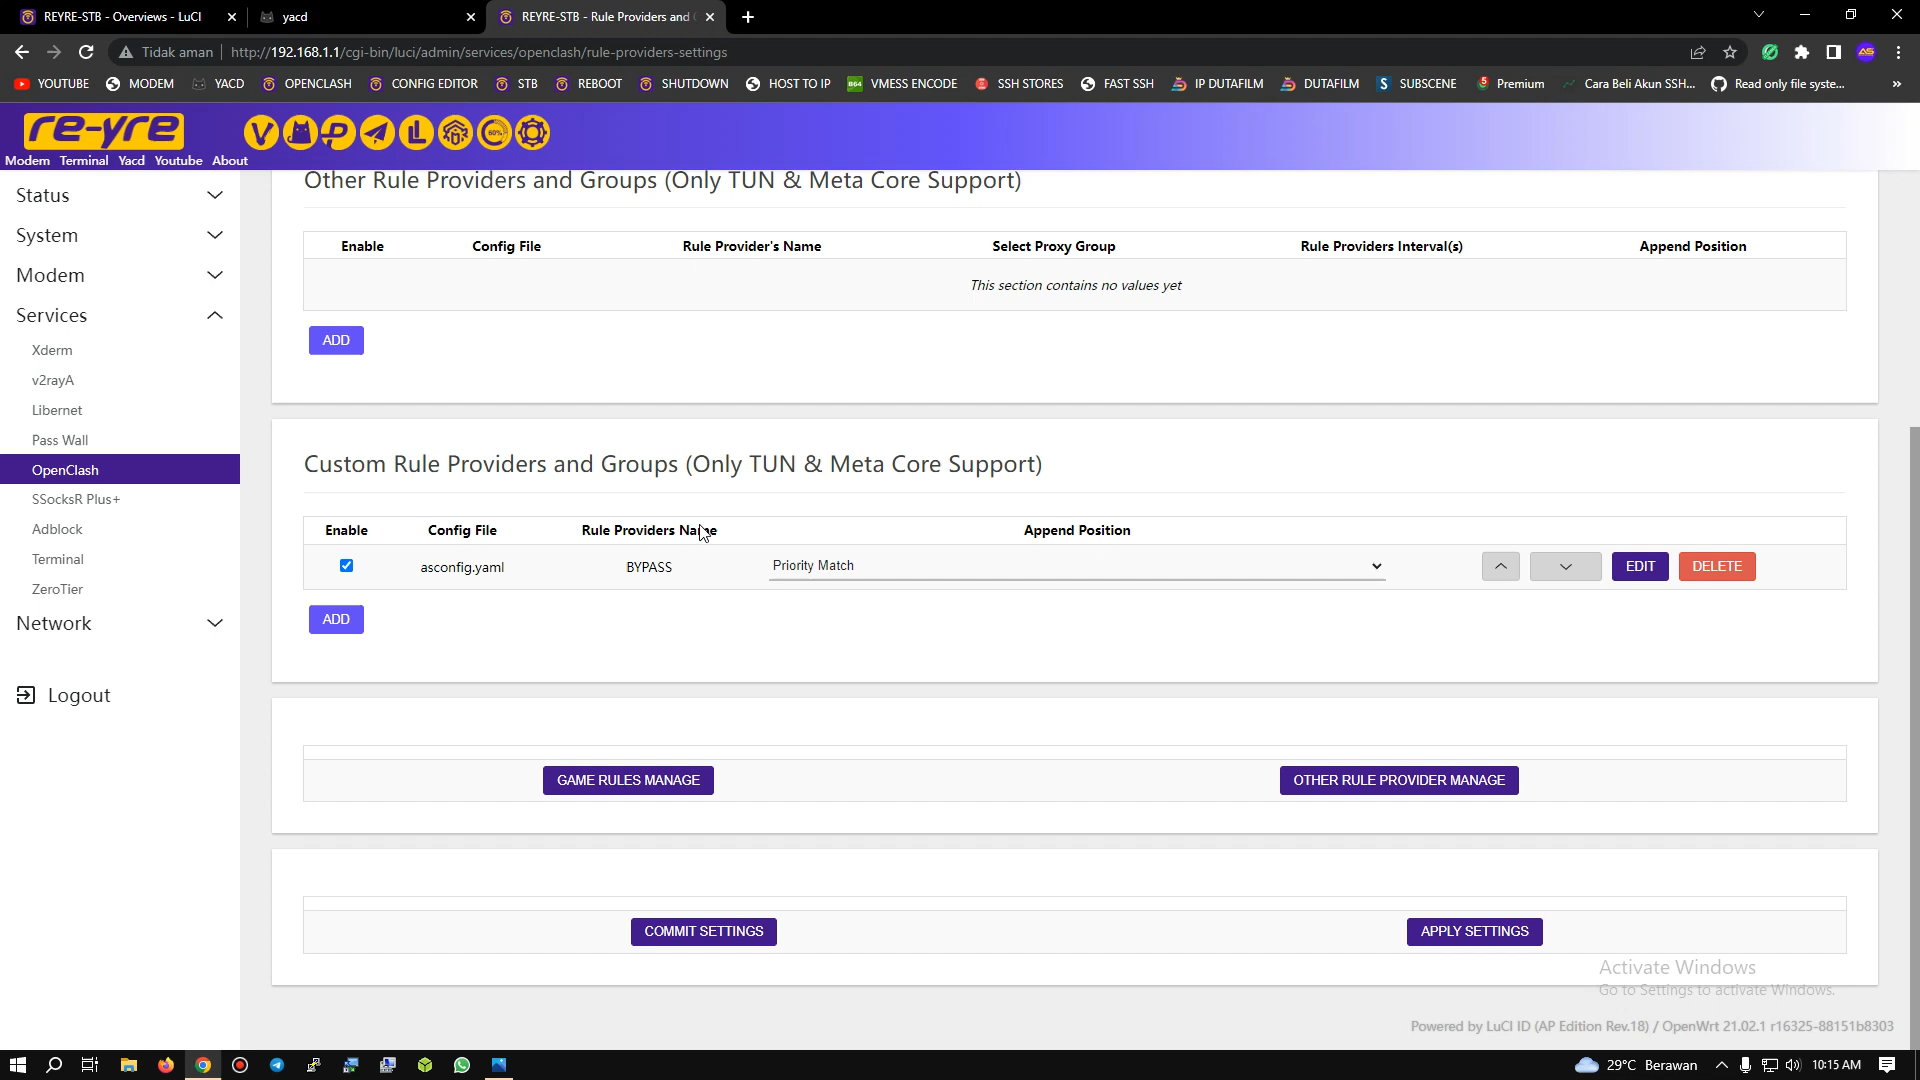 REYRE-STB - Overviews - LuCI
yacd
REYRE-STB - Rule Providers and
Tidak aman
http://192.168.1.1/cgi-bin/luci/admin/services/openclash/rule-providers-settings
AS
YOUTUBE
MODEM
YACD
OPENCLASH
CONFIG EDITOR
STB
REBOOT
SHUTDOWN
HOST TO IP
VMESS ENCODE
SSH STORES
FAST SSH
IP DUTAFILM
DUTAFILM
SUBSCENE
Premium
Cara Beli Akun SSH...
Read only file syste...
»
re-yre
60%
Modem Terminal Yacd Youtube About
Status
System
Modem
Services
Xderm
v2rayA
Libernet
Pass Wall
OpenClash
SSocksR Plus+
Adblock
Terminal
ZeroTier
Network
Logout
Other Rule Providers and Groups (Only TUN & Meta Core Support)
Enable Config File Rule Provider's Name Select Proxy Group Rule Providers Interval(s) Append Position
This section contains no values yet
ADD
Custom Rule Providers and Groups (Only TUN & Meta Core Support)
Enable Config File Rule Providers Name Append Position
asconfig.yaml BYPASS Priority Match EDIT DELETE
ADD
GAME RULES MANAGE OTHER RULE PROVIDER MANAGE
COMMIT SETTINGS APPLY SETTINGS
Activate Windows
Go to Settings to activate Windows.
Powered by LuCI ID (AP Edition Rev.18) / OpenWrt 21.02.1 r16325-88151b8303
29°C Berawan
10:15 AM